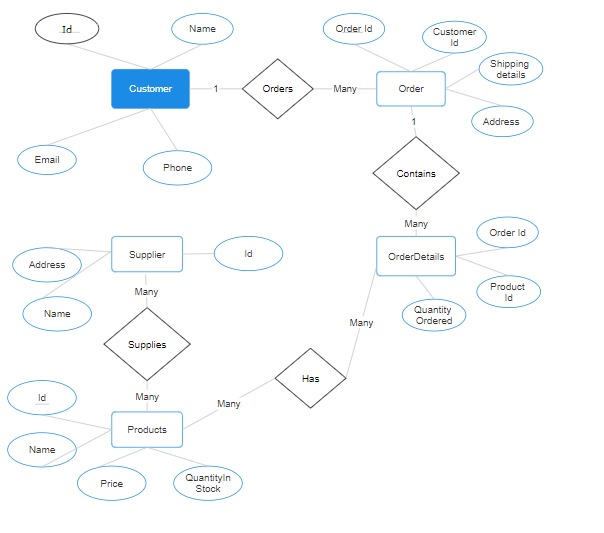 Id
Name
Order Id
Customer
Id
Shipping
details
Customer
1
Orders
Many
Order
Address
1
Email
Phone
Contains
Many
Order Id
Address
Supplier
Id
OrderDetails
Many
Product
Id
Name
Quantity
Ordered
Many
Supplies
Has
Id
Many
Many
Products
Name
Price
QuantityIn
Stock